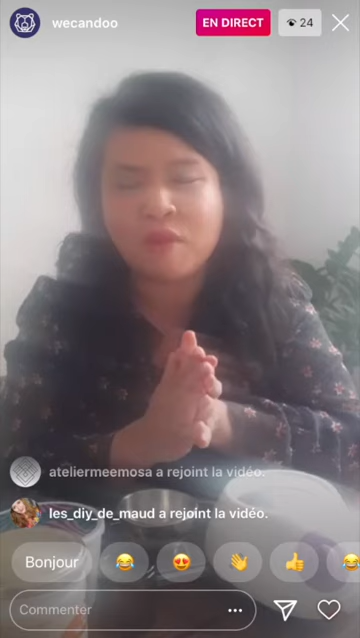 wecandoo
EN DIRECT
24
ateliermeemosa a rejoint la vidéo.
les_diy_de_maud a rejoint la vidéo.
Bonjour
Commenter